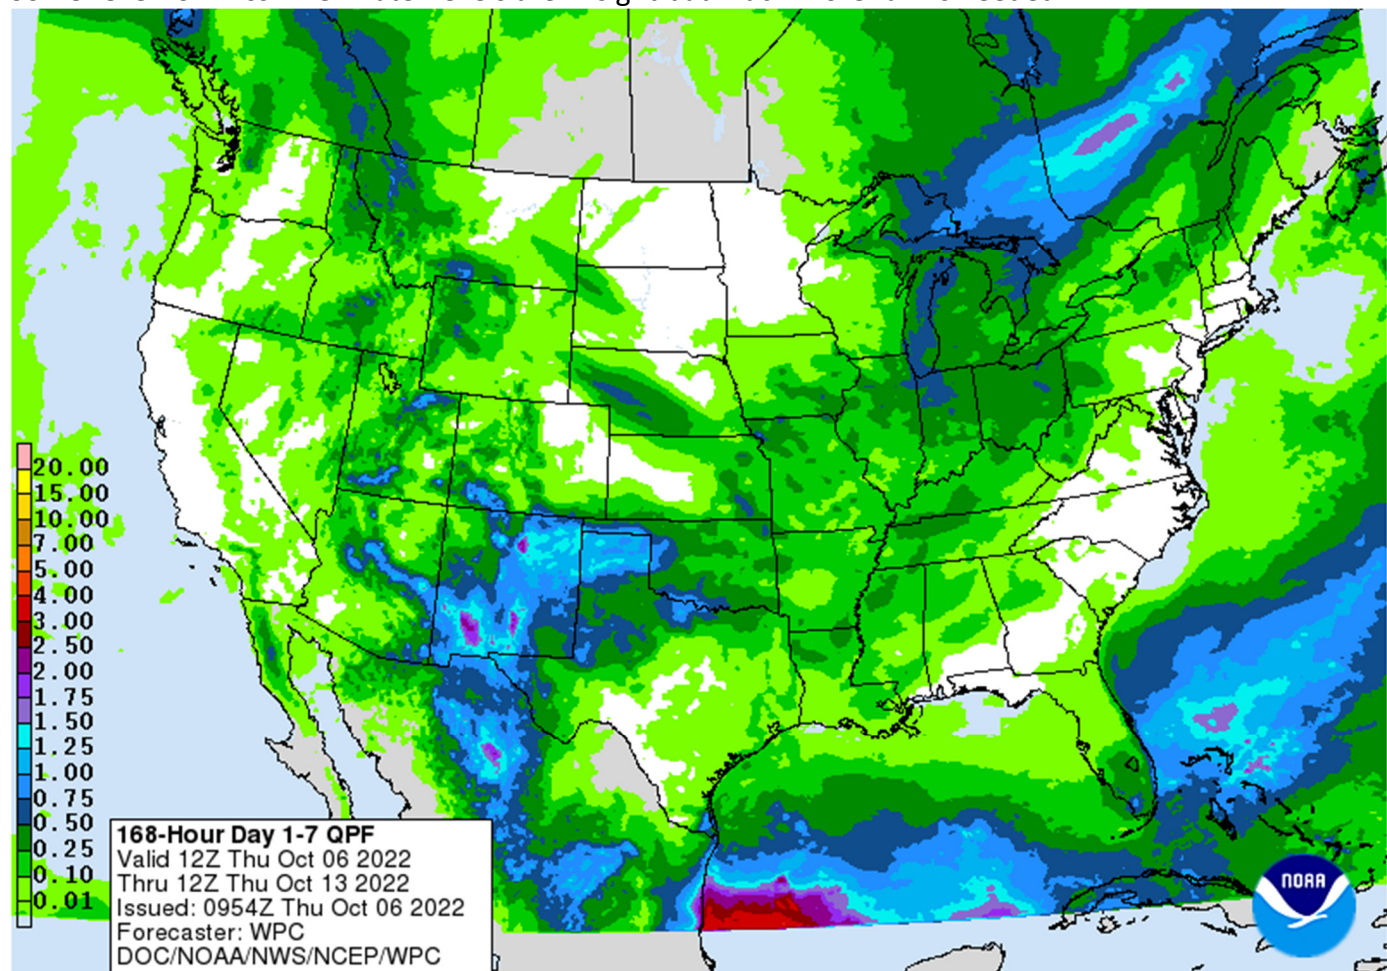 20.00
15.00
10.00
7.00
5.00
4.00
3.00
2.50
2.00
1.75
1.50
1.25
1.00
0.75
0.50
0.25
0.10
0.01
168-Hour Day 1-7 QPF
Valid 12Z Thu Oct 06 2022
Thru 12Z Thu Oct 13 2022
Issued: 0954Z Thu Oct 06 2022
Forecaster: WPC
DOC/NOAA/NWS/NCEP/WPC
NOAA